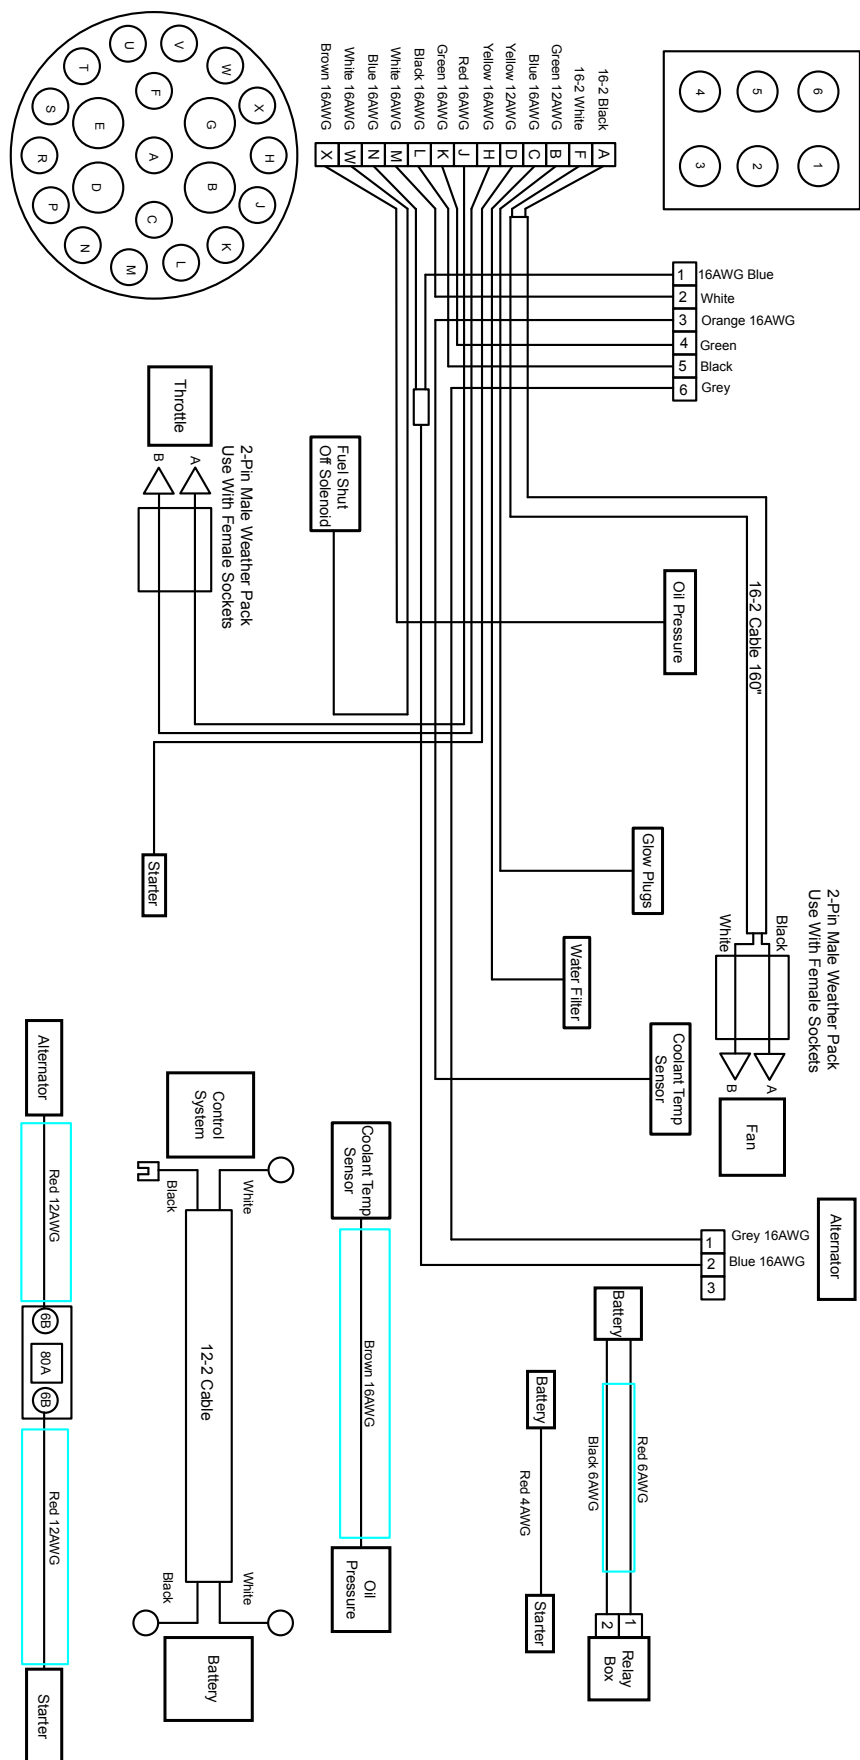 U
V
W
T
F
X
S
E
G
R
A
H
D
B
P
C
J
N
M
L
K
Brown 16AWG
White 16AWG
Blue 16AWG
White 16AWG
Black 16AWG
Green 16AWG
Red 16AWG
Yellow 16AWG
Yellow 12AWG
Blue 16AWG
Green 12AWG
16-2 White
16-2 Black
X
W
N
M
L
K
J
H
D
C
B
F
A
4
5
6
3
2
1
1
16AWG Blue
2
White
3
Orange 16AWG
4
Green
5
Black
6
Grey
Throttle
B
A
2-Pin Male Weather Pack
Use With Female Sockets
Fuel Shut
Off Solenoid
Oil Pressure
16-2 Cable 160"
Starter
Glow Plugs
Water Filter
Coolant Temp
Sensor
White
Black
2-Pin Male Weather Pack
Use With Female Sockets
B
A
Fan
Alternator
1
Grey 16AWG
2
Blue 16AWG
3
Alternator
Red 12AWG
6B
80A
6B
Red 12AWG
Starter
Control
System
Black
White
12-2 Cable
Black
White
Battery
Coolant Temp
Sensor
Brown 16AWG
Oil
Pressure
Battery
Red 4AWG
Starter
Battery
Red 6AWG
Black 6AWG
1
2
Relay
Box